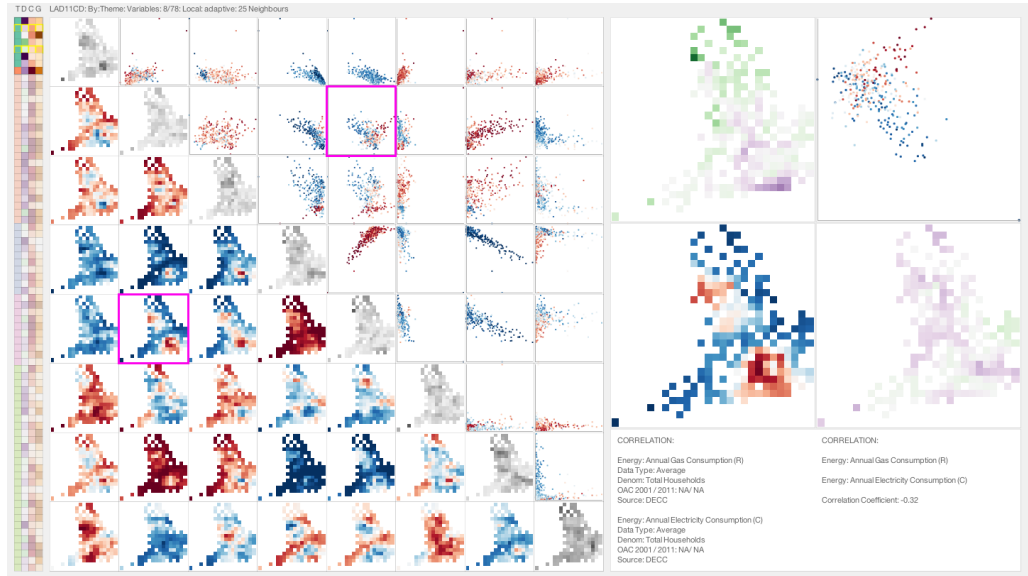 T D C G LAD11CD: By:Theme: Variables: 8/78: Local: adaptive: 25 Neighbours
CORRELATION:
Energy: Annual Gas Consumption (R)
Data Type: Average
Denom: Total Households
OAC 2001 / 2011: NA/ NA
Source: DECC
Energy: Annual Electricity Consumption (C)
Data Type: Average
Denom: Total Households
OAC 2001 / 2011: NA/ NA
Source: DECC
CORRELATION:
Energy: Annual Gas Consumption (R)
Energy: Annual Electricity Consumption (C)
Correlation Coefficient: -0.32